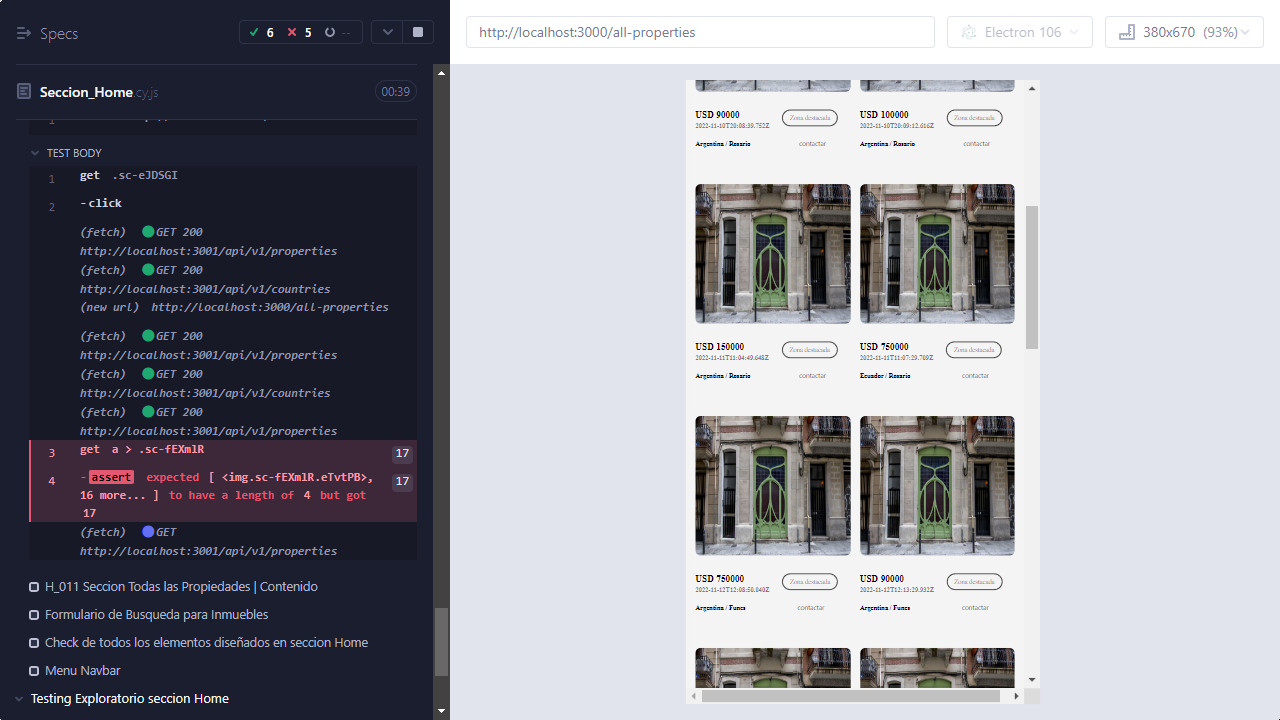 Specs
6 5 --
Seccion_Home.cy.js
00:39
1
TEST BODY
1 get .sc-eJDSGI
2 -click
(fetch) GET 200
http://localhost:3001/api/v1/properties
(fetch) GET 200
http://localhost:3001/api/v1/countries
(new url) http://localhost:3000/all-properties
(fetch) GET 200
http://localhost:3001/api/v1/properties
(fetch) GET 200
http://localhost:3001/api/v1/countries
(fetch) GET 200
http://localhost:3001/api/v1/properties
3 get a > .sc-fEXmlR 17
4 -assert expected [ <img.sc-fEXmlR.eTvtPB>, 17
16 more... ] to have a length of 4 but got
17
(fetch) GET
http://localhost:3001/api/v1/properties
H_011 Seccion Todas las Propiedades | Contenido
Formulario de Busqueda para Inmuebles
Check de todos los elementos diseñados en seccion Home
Menu Navbar
Testing Exploratorio seccion Home
http://localhost:3000/all-properties
Electron 106
380x670 (93%)
USD 90000 Zona destacada USD 100000 Zona destacada
2022-11-10T20:08:39.752Z 2022-11-10T20:09:12.616Z
Argentina / Rosario contactar Argentina / Rosario contactar
USD 150000 Zona destacada USD 750000 Zona destacada
2022-11-11T11:04:49.648Z 2022-11-11T11:07:29.709Z
Argentina / Rosario contactar Ecuador / Rosario contactar
USD 750000 Zona destacada USD 90000 Zona destacada
2022-11-12T12:08:50.040Z 2022-11-12T12:13:29.932Z
Argentina / Funes contactar Argentina / Funes contactar